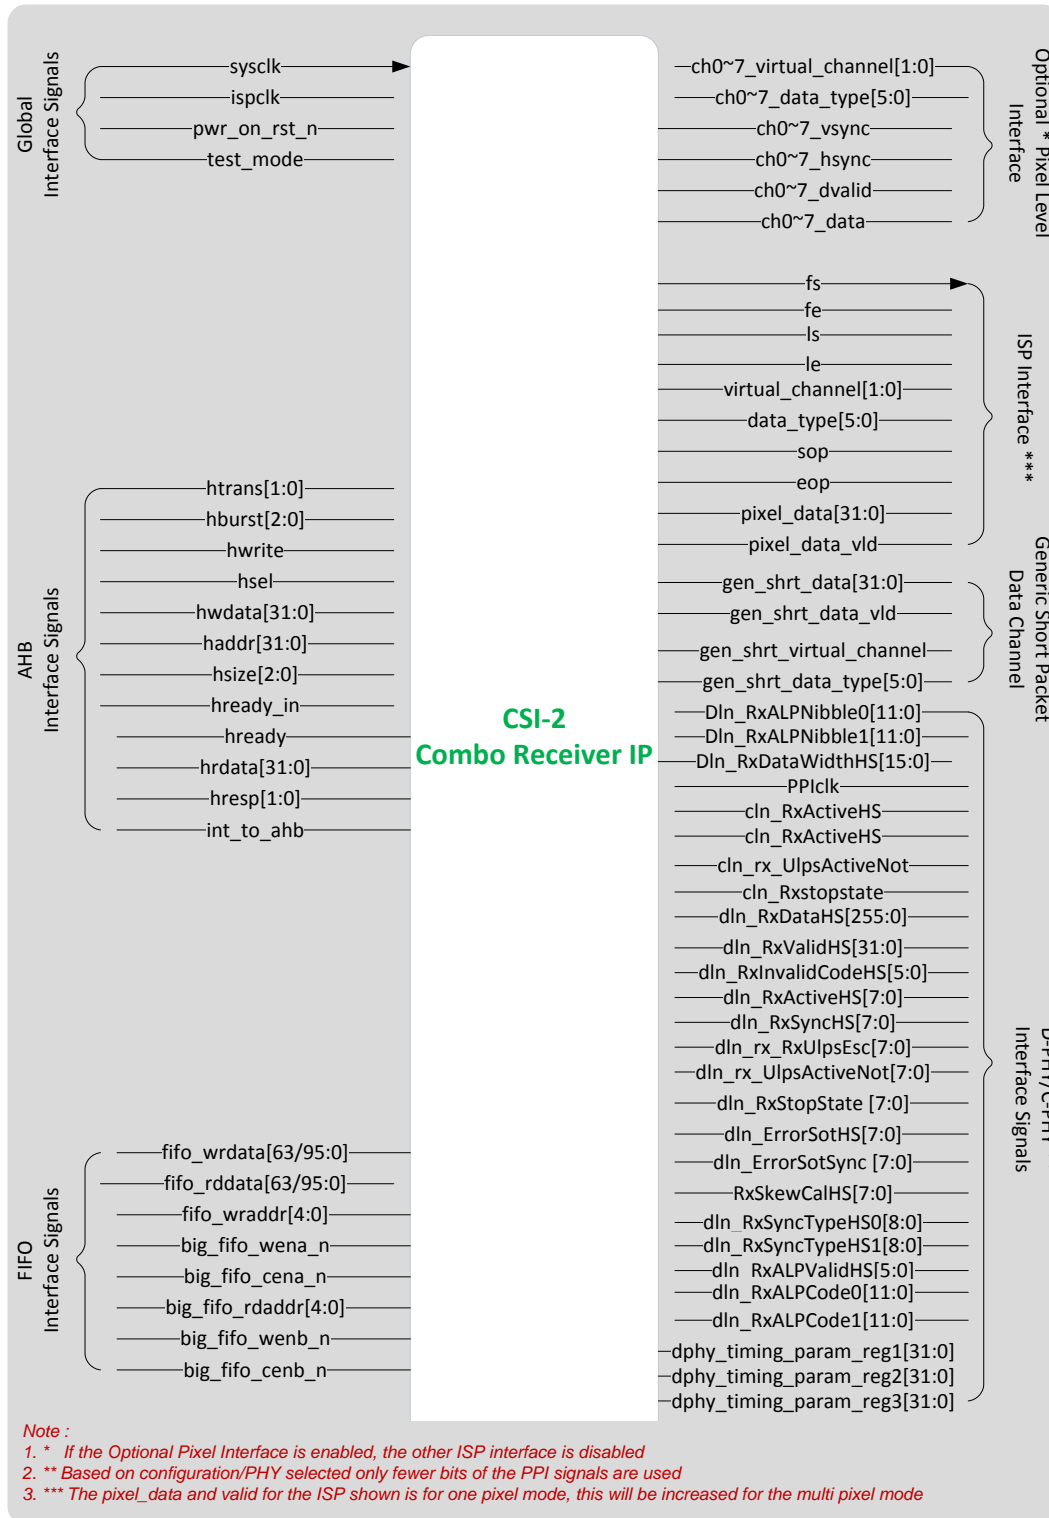 Global
Interface Signals
sysclk
ispclk
pwr_on_rst_n
test_mode
AHB
Interface Signals
htrans[1:0]
hburst[2:0]
hwrite
hsel
hwdata[31:0]
haddr[31:0]
hsize[2:0]
hready_in
hready
hrdata[31:0]
hresp[1:0]
int_to_ahb
FIFO
Interface Signals
fifo_wrdata[63/95:0]
fifo_rddata[63/95:0]
fifo_wraddr[4:0]
big_fifo_wena_n
big_fifo_cena_n
big_fifo_rdaddr[4:0]
big_fifo_wenb_n
big_fifo_cenb_n
CSI-2
Combo Receiver IP
ch0~7_virtual_channel[1:0]
ch0~7_data_type[5:0]
ch0~7_vsync
ch0~7_hsync
ch0~7_dvalid
ch0~7_data
Optional * Pixel Level
Interface
fs
fe
ls
le
virtual_channel[1:0]
data_type[5:0]
sop
eop
pixel_data[31:0]
pixel_data_vld
ISP Interface ***
gen_shrt_data[31:0]
gen_shrt_data_vld
gen_shrt_virtual_channel
gen_shrt_data_type[5:0]
Generic Short Packet
Data Channel
Dln_RxALPNibble0[11:0]
Dln_RxALPNibble1[11:0]
Dln_RxDataWidthHS[15:0]
PPIclk
cln_RxActiveHS
cln_RxActiveHS
cln_rx_UlpsActiveNot
cln_Rxstopstate
dln_RxDataHS[255:0]
dln_RxValidHS[31:0]
dln_RxInvalidCodeHS[5:0]
dln_RxActiveHS[7:0]
dln_RxSyncHS[7:0]
dln_rx_RxUlpsEsc[7:0]
dln_rx_UlpsActiveNot[7:0]
dln_RxStopState [7:0]
dln_ErrorSotHS[7:0]
dln_ErrorSotSync [7:0]
RxSkewCalHS[7:0]
dln_RxSyncTypeHS0[8:0]
dln_RxSyncTypeHS1[8:0]
dln_RxALPValidHS[5:0]
dln_RxALPCode0[11:0]
dln_RxALPCode1[11:0]
dphy_timing_param_reg1[31:0]
dphy_timing_param_reg2[31:0]
dphy_timing_param_reg3[31:0]
D-PHY/C-PHY
Interface Signals
Note :
1. * If the Optional Pixel Interface is enabled, the other ISP interface is disabled
2. ** Based on configuration/PHY selected only fewer bits of the PPI signals are used
3. *** The pixel_data and valid for the ISP shown is for one pixel mode, this will be increased for the multi pixel mode